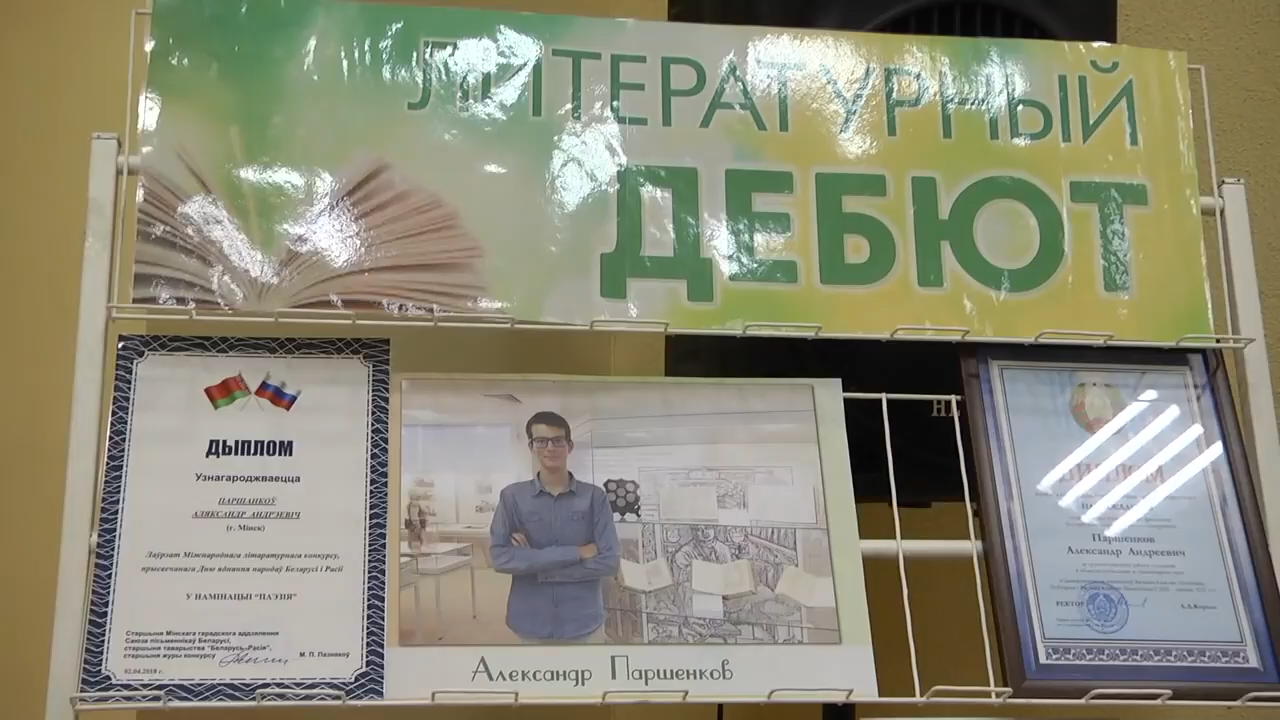 ЛИТЕРАТУРНЫЙ
ДЕБЮТ
ДЫПЛОМ
Узнагароджваецца
ПАРШАНКОЎ
АЛЯКСАНДР АНДРЭЕВІЧ
(г. Мінск)
Лаўрэат Міжнароднага літаратурнага конкурсу,
прысвечанага Дню яднання народаў Беларусі і Расіі
У НАМІНАЦЫІ "ПАЭЗІЯ"
Старшыня Мінскага гарадскога аддзялення
Саюза пісьменнікаў Беларусі,
старшыня таварыства "Беларусь–Расія",
старшыня журы конкурсу
М. П. Пазнякоў
02.04.2018 г.
Александр Паршенков
Паршенков
Александр Андреевич
РЕКТОР